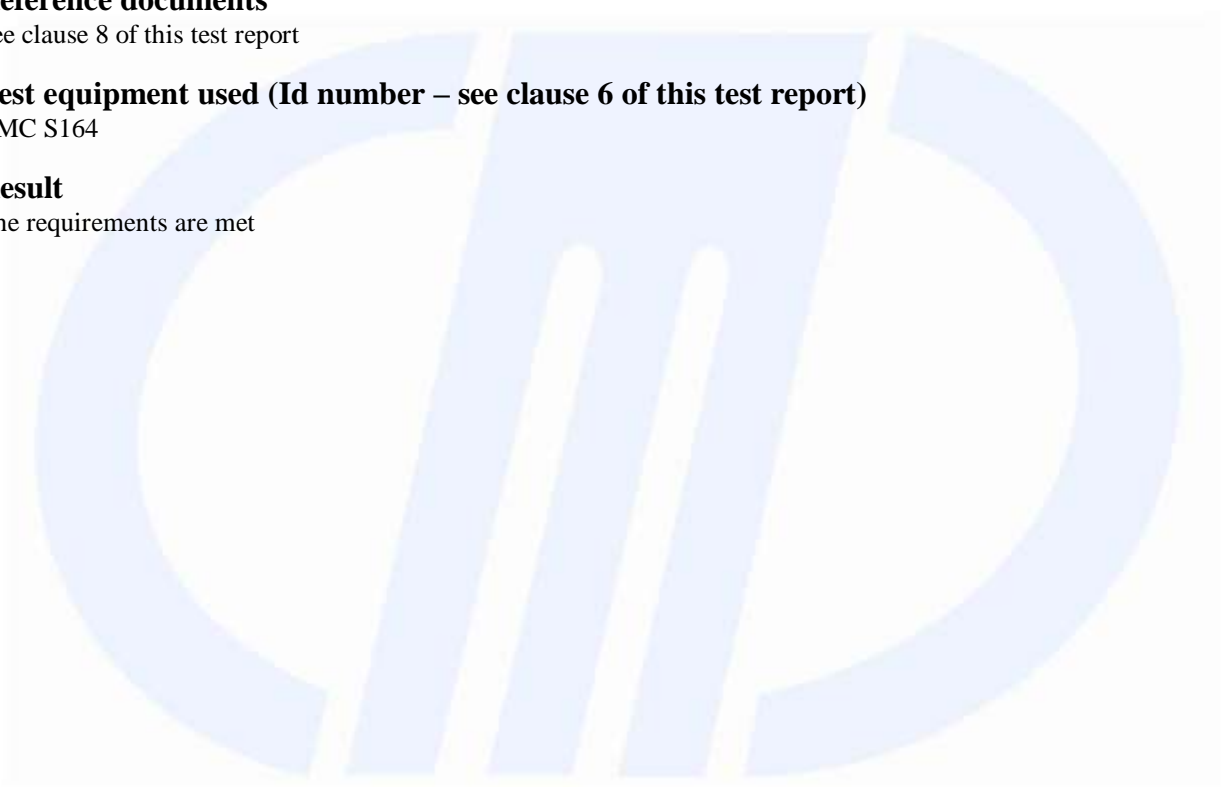 eference documents
ee clause 8 of this test report
est equipment used (Id number – see clause 6 of this test report)
MC S164
esult
he requirements are met